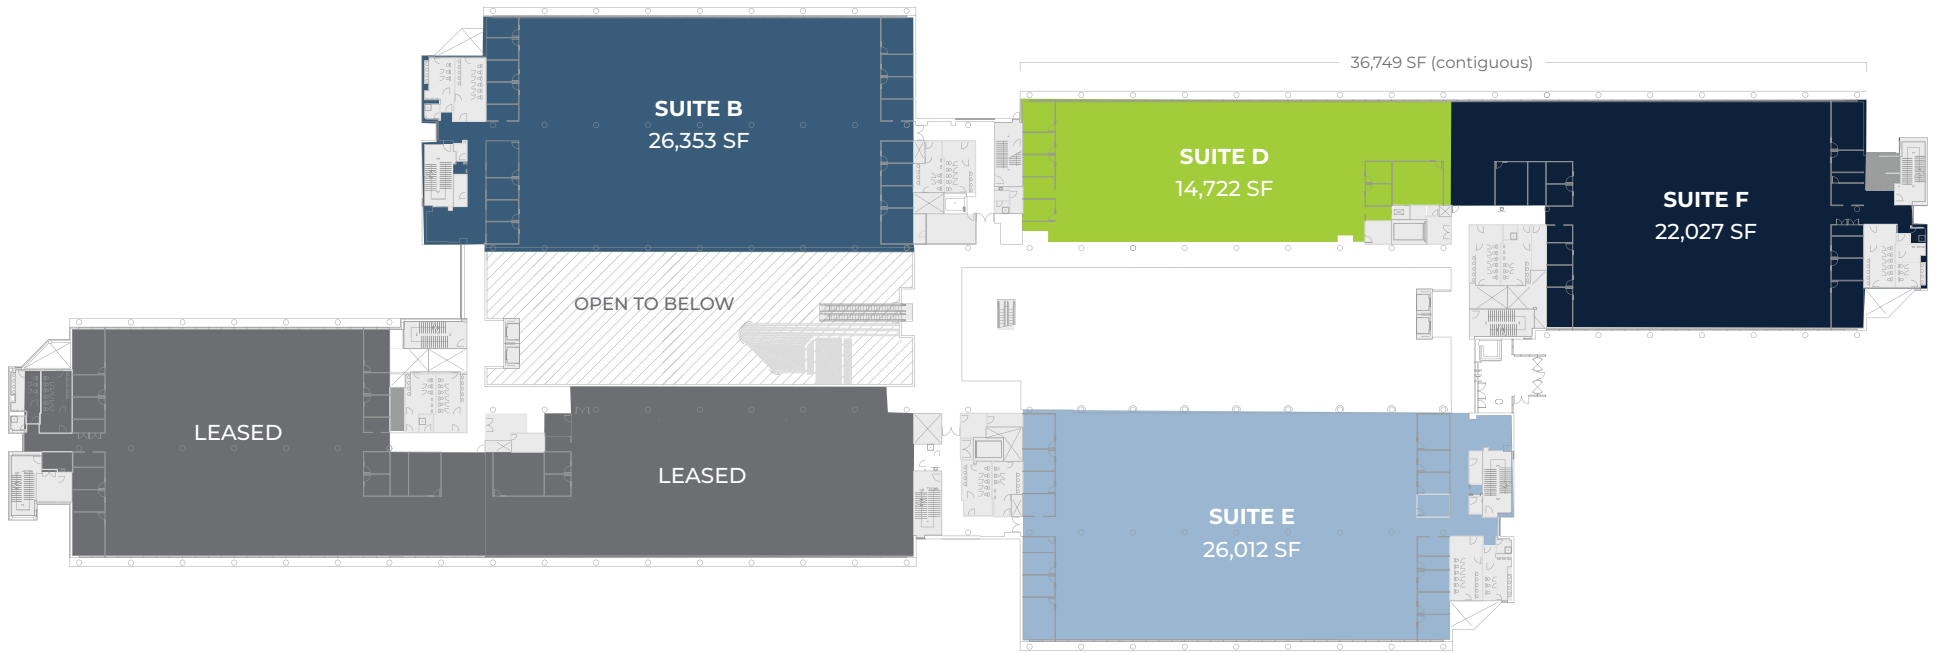 36,749 SF (contiguous)
SUITE B
26,353 SF
SUITE D
14,722 SF
SUITE F
22,027 SF
OPEN TO BELOW
LEASED
LEASED
SUITE E
26,012 SF